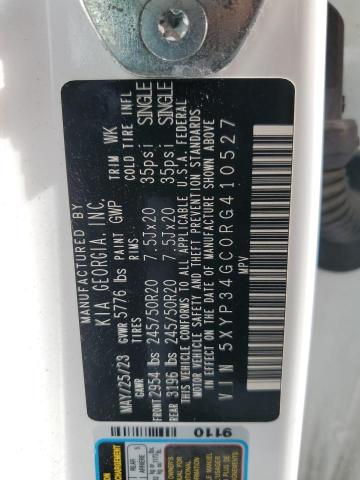 MANUFACTURED BY
KIA GEORGIA, INC.
MAY/25/23 GVWR 5776 lbs PAINT GWP TRIM WK
GAWR RIMS COLD TIRE INFL
FRONT 2954 lbs 245/50R20 7.5Jx20 35psi SINGLE
REAR 3196 lbs 245/50R20 7.5Jx20 35psi SINGLE
THIS VEHICLE CONFORMS TO ALL APPLICABLE U.S.A FEDERAL
MOTOR VEHICLE SAFETY AND THEFT PREVENTION STANDARDS
IN EFFECT ON THE DATE OF MANUFACTURE SHOWN ABOVE.
VIN 5XYP34GC0RG410527
MPV
9110